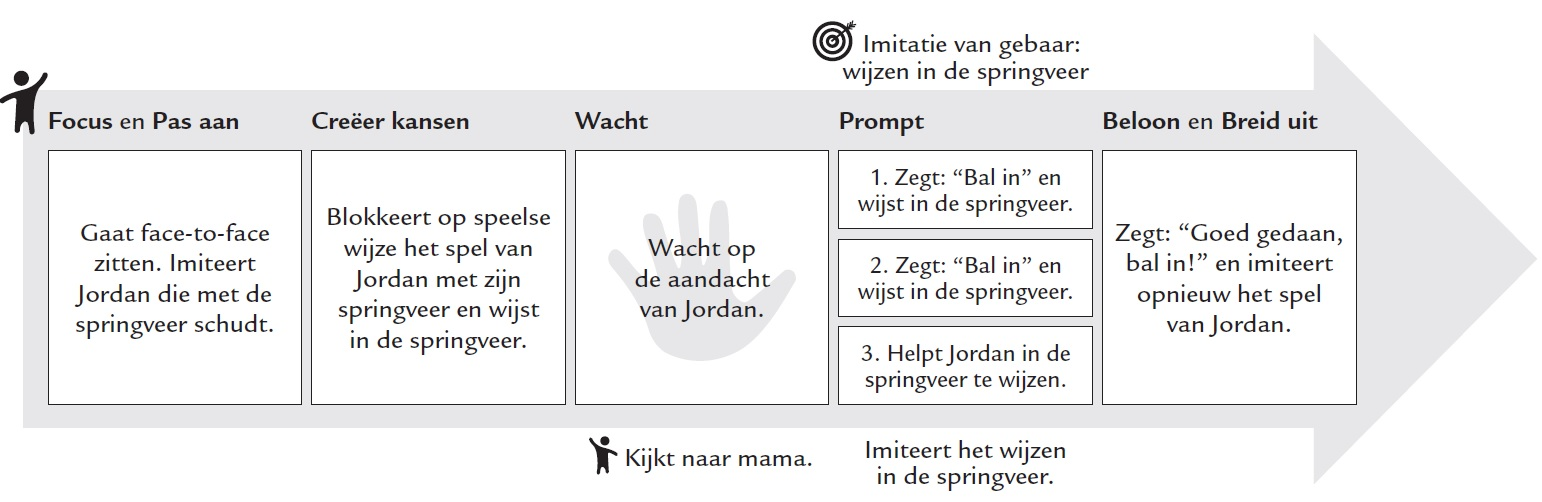 Imitatie van gebaar:
wijzen in de springveer
Focus en Pas aan
Gaat face-to-face
zitten. Imiteert
Jordan die met de
springveer schudt.
Creëer kansen
Blokkeert op speelse
wijze het spel van
Jordan met zijn
springveer en wijst
in de springveer.
Wacht
Wacht op
de aandacht
van Jordan.
Prompt
1. Zegt: “Bal in” en
wijst in de springveer.
2. Zegt: “Bal in” en
wijst in de springveer.
3. Helpt Jordan in de
springveer te wijzen.
Beloon en Breid uit
Zegt: “Goed gedaan,
bal in!” en imiteert
opnieuw het spel
van Jordan.
Kijkt naar mama.
Imiteert het wijzen
in de springveer.